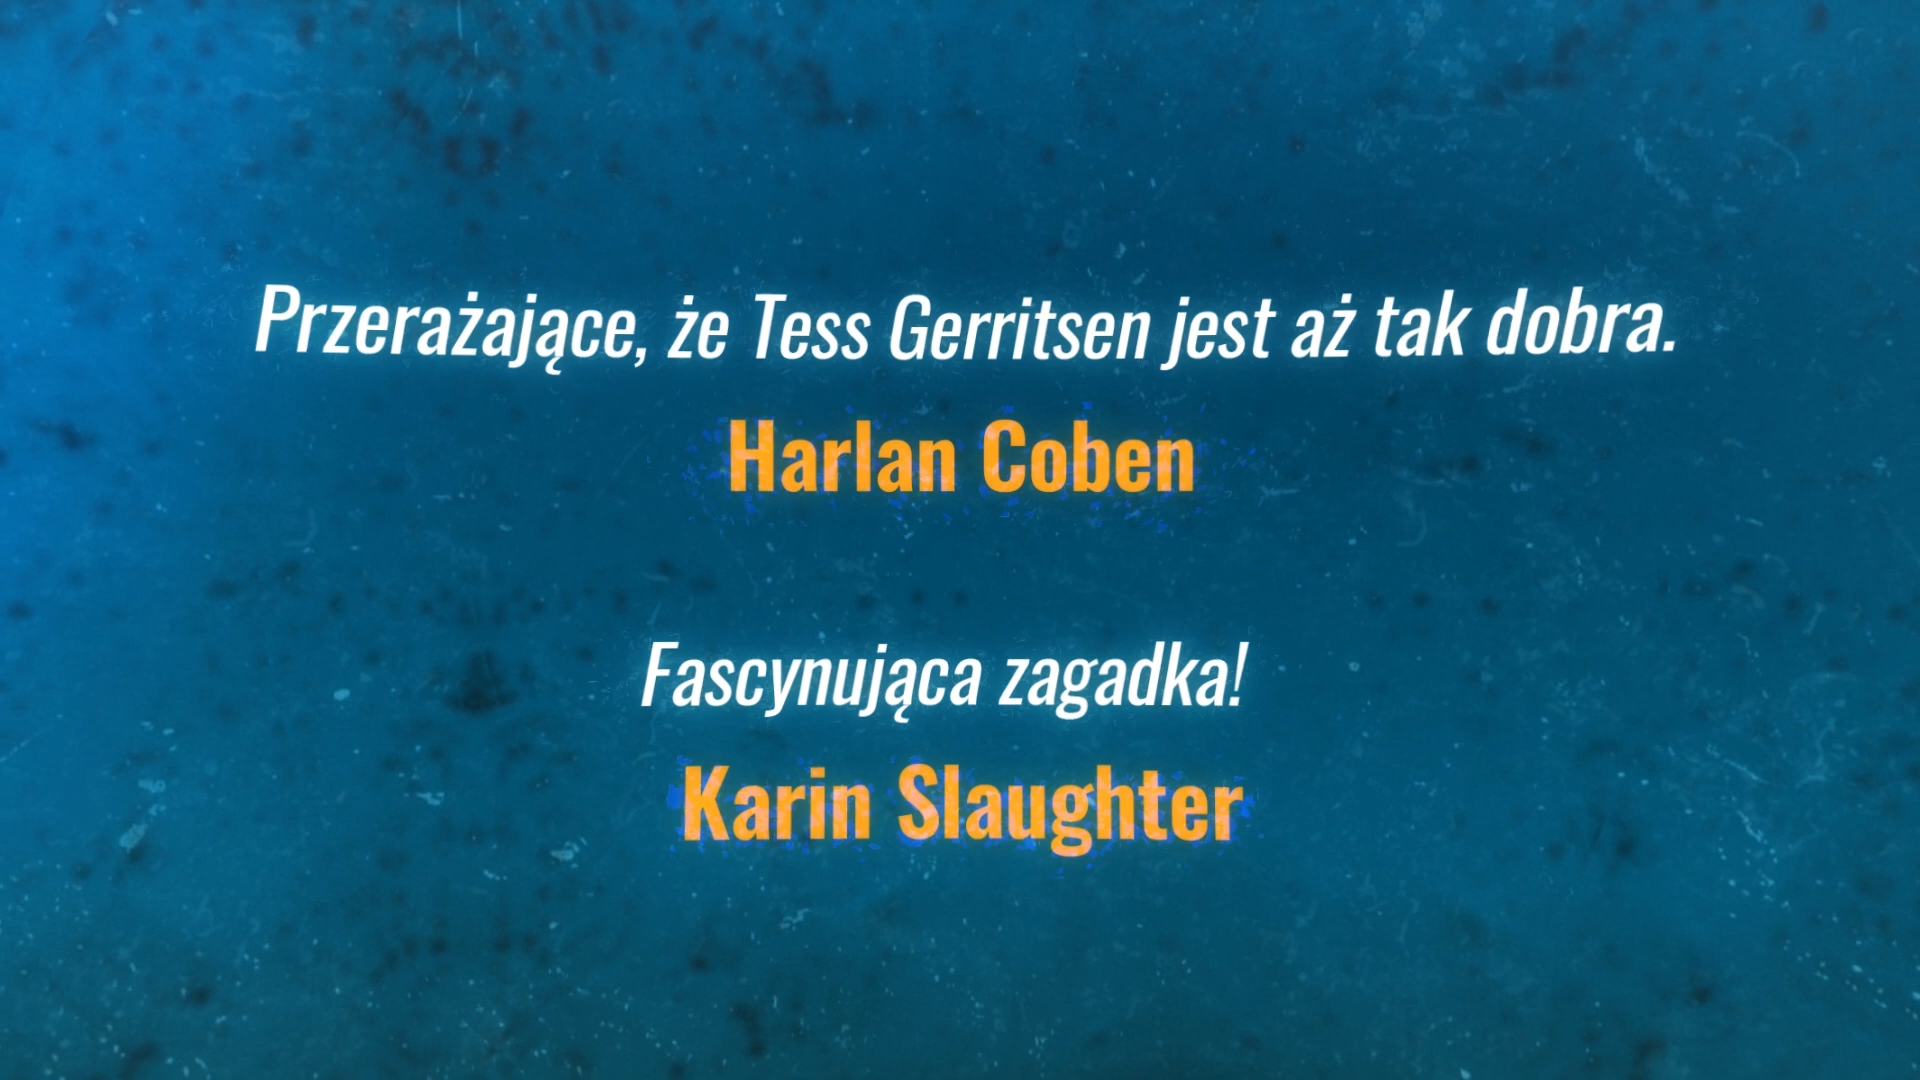 Przerażające, że Tess Gerritsen jest aż tak dobra.
Harlan Coben
Fascynująca zagadka!
Karin Slaughter